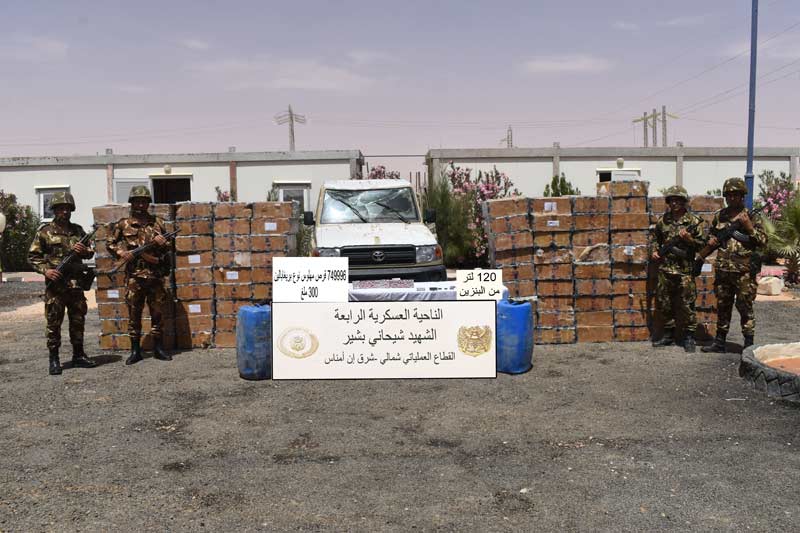 749996 قرص مهلوس نوع بريغابالين
300 ملغ
120 لتر
من البنزين
الناحية العسكرية الرابعة
الشهيد شيحاني بشير
القطاع العملياتي شمالي -شرق إن أمناس
TOYOTA